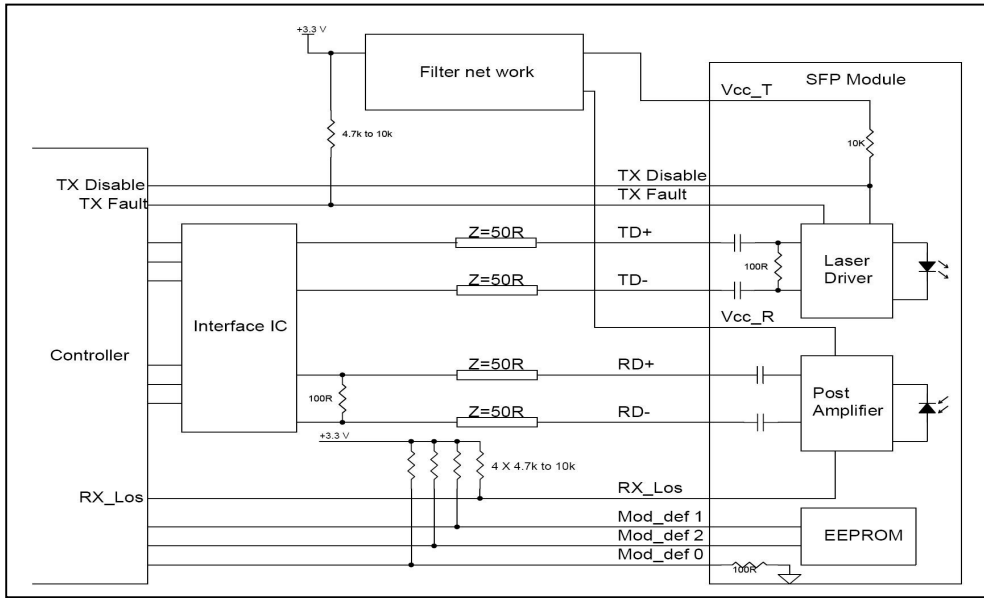 +3.3 V
Filter net work
SFP Module
Vcc_T
4.7k to 10k
10K
TX Disable
TX Disable
TX Fault
TX Fault
Z=50R
TD+
Laser
Driver
100R
Z=50R
TD-
Interface IC
Vcc_R
Controller
Z=50R
RD+
Post
Amplifier
100R
Z=50R
RD-
+3.3 V
4 X 4.7k to 10k
RX_Los
RX_Los
Mod_def 1
EEPROM
Mod_def 2
Mod_def 0
100R